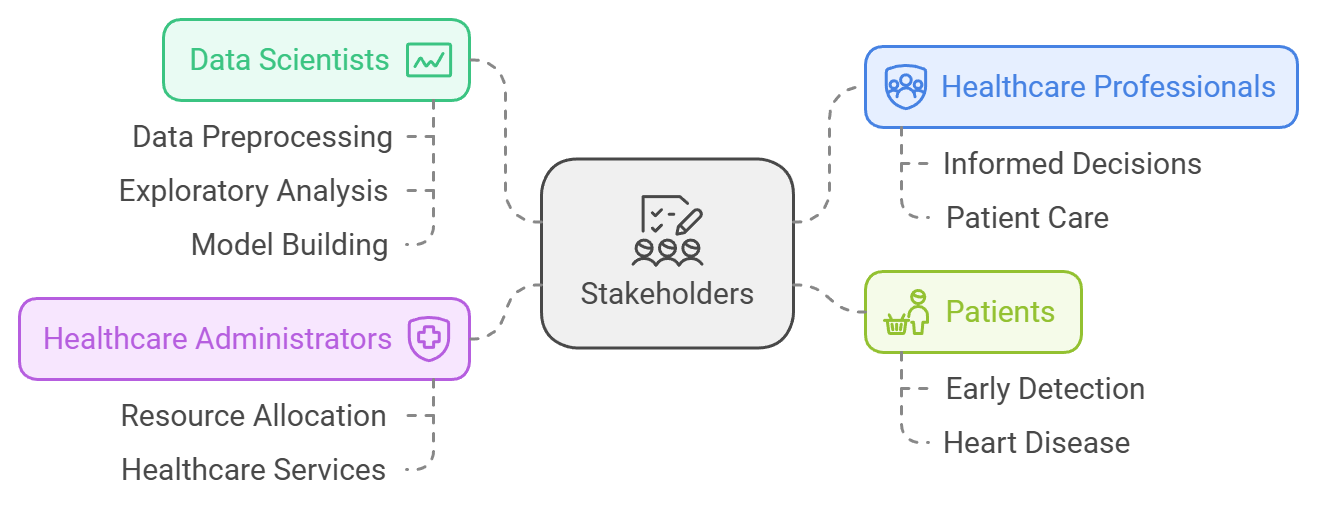 Data Scientists
Data Preprocessing
Exploratory Analysis
Model Building
Healthcare Administrators
Resource Allocation
Healthcare Services
Stakeholders
Healthcare Professionals
Informed Decisions
Patient Care
Patients
Early Detection
Heart Disease